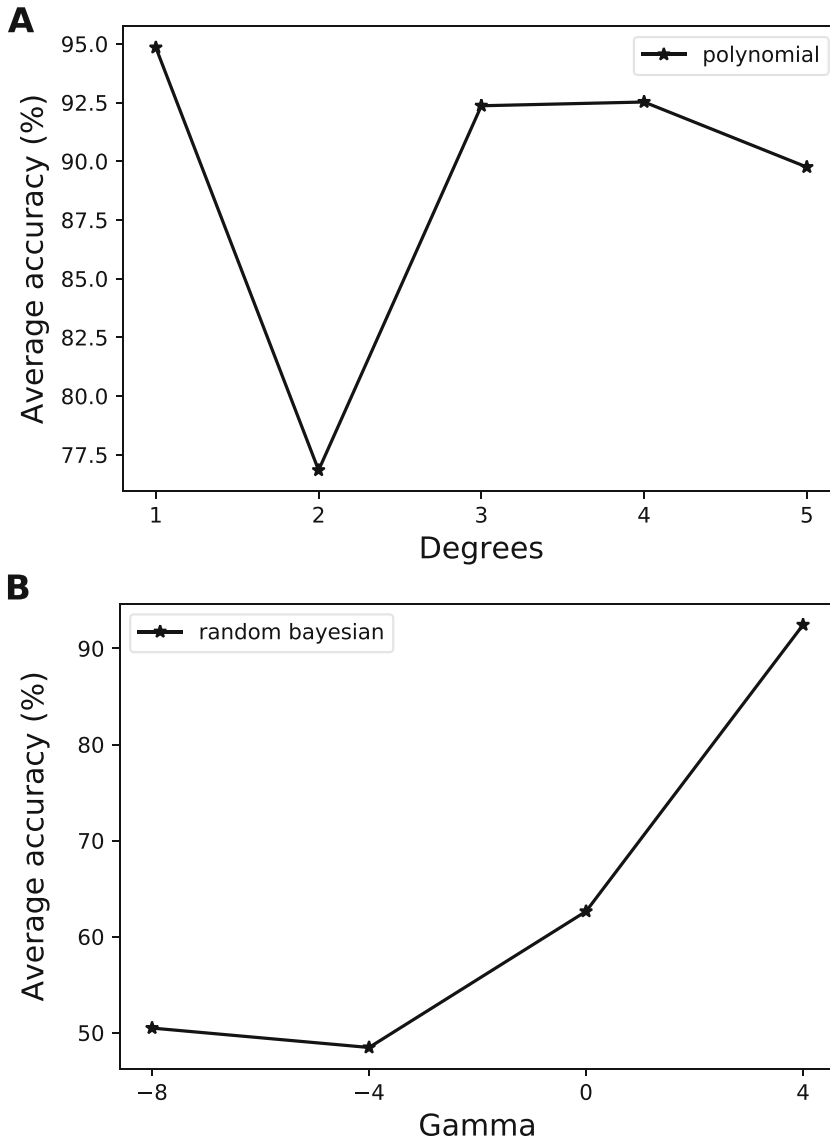 A
Average accuracy (%)
95.0
92.5
90.0
87.5
85.0
82.5
80.0
77.5
polynomial
1 2 3 4 5
Degrees
B
Average accuracy (%)
90
80
70
60
50
random bayesian
−8 −4 0 4
Gamma